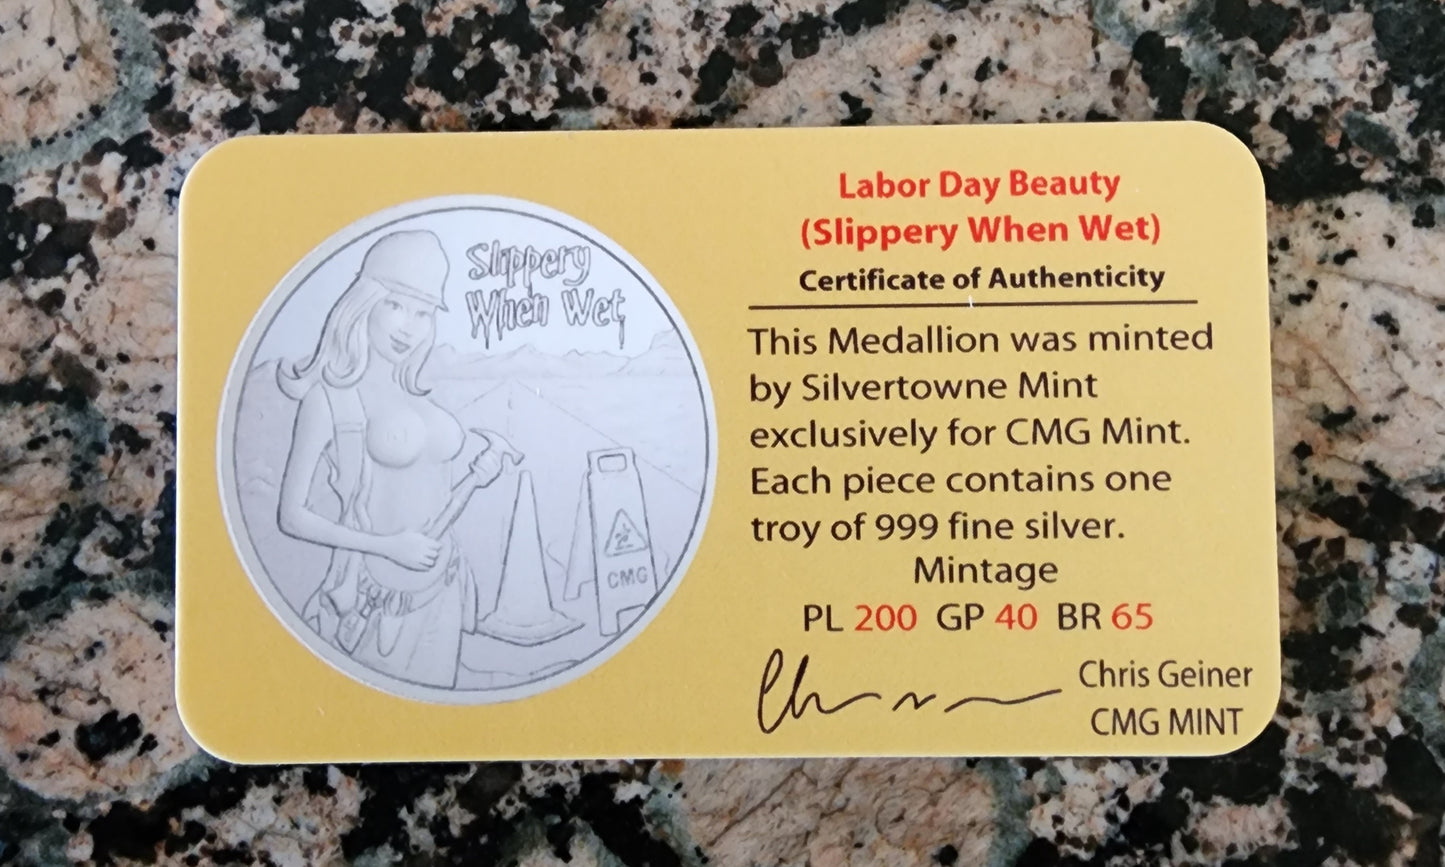 Slippery
When Wet
CMG
Labor Day Beauty
(Slippery When Wet)
Certificate of Authenticity
This Medallion was minted
by Silvertowne Mint
exclusively for CMG Mint.
Each piece contains one
troy of 999 fine silver.
Mintage
PL 200 GP 40 BR 65
Chris Geiner
CMG MINT